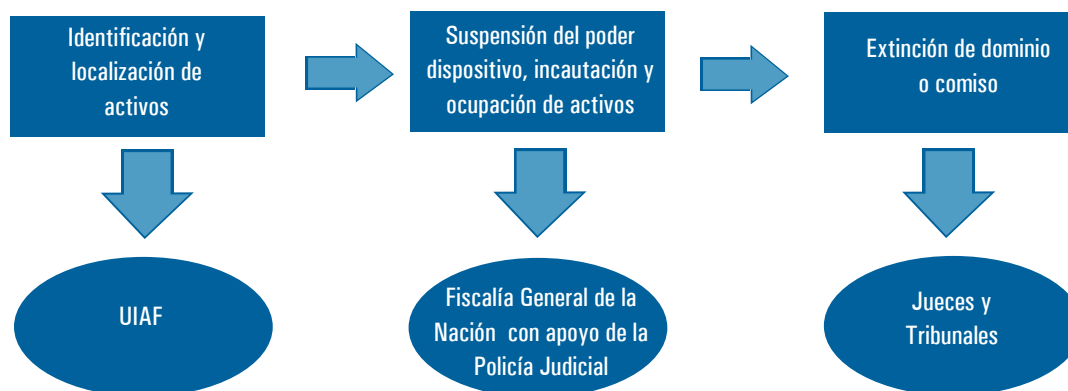 Identificación y
localización de
activos
Suspensión del poder
dispositivo, incautación y
ocupación de activos
Extinción de dominio
o comiso
UIAF
Fiscalía General de la
Nación con apoyo de la
Policía Judicial
Jueces y
Tribunales